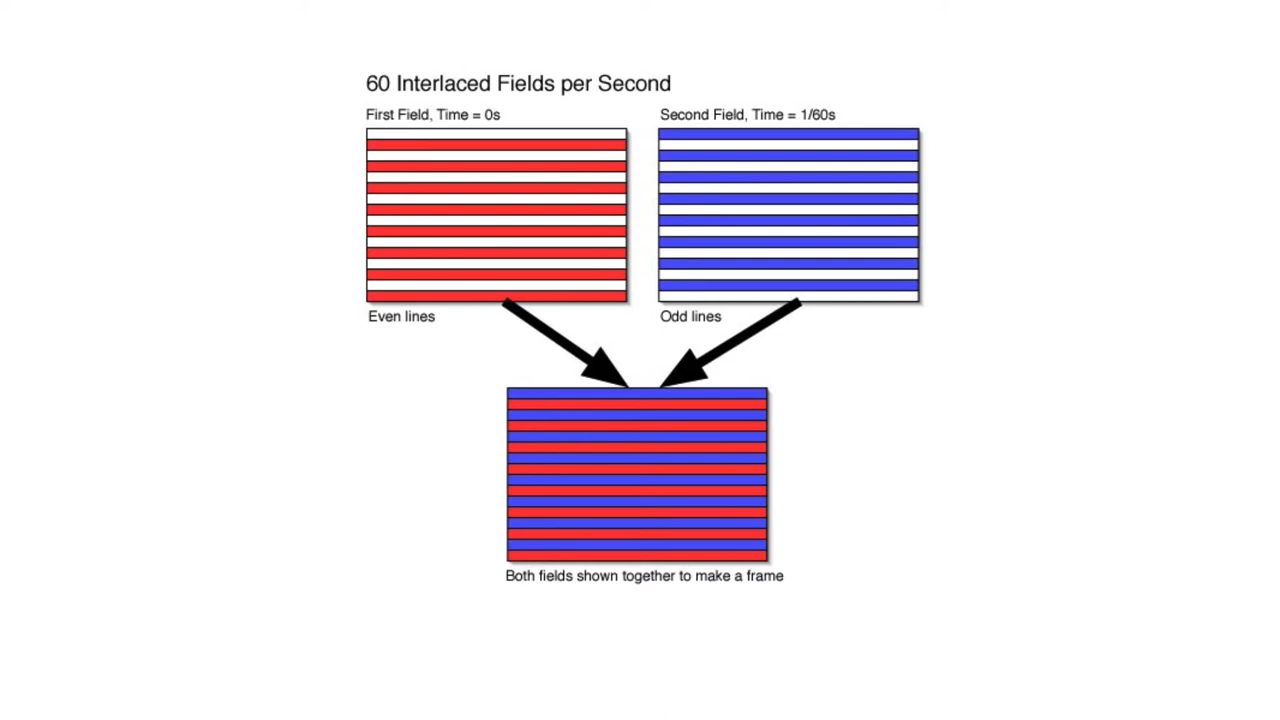 60 Interlaced Fields per Second
First Field, Time = 0s
Second Field, Time = 1/60s
Even lines
Odd lines
Both fields shown together to make a frame